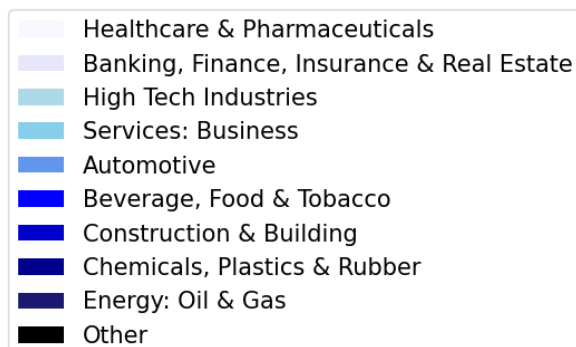 Healthcare & Pharmaceuticals
Banking, Finance, Insurance & Real Estate
High Tech Industries
Services: Business
Automotive
Beverage, Food & Tobacco
Construction & Building
Chemicals, Plastics & Rubber
Energy: Oil & Gas
Other